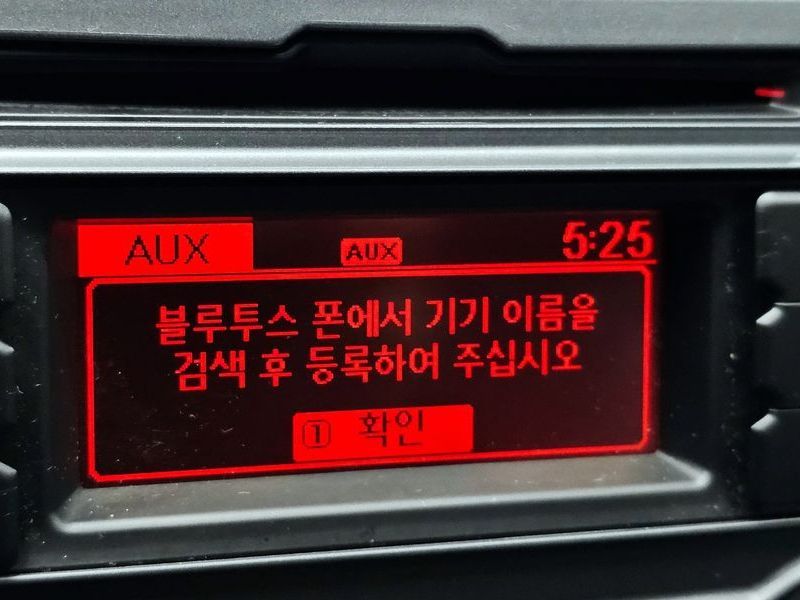 AUX AUX 5:25
블루투스 폰에서 기기 이름을
검색 후 등록하여 주십시오
1 확인